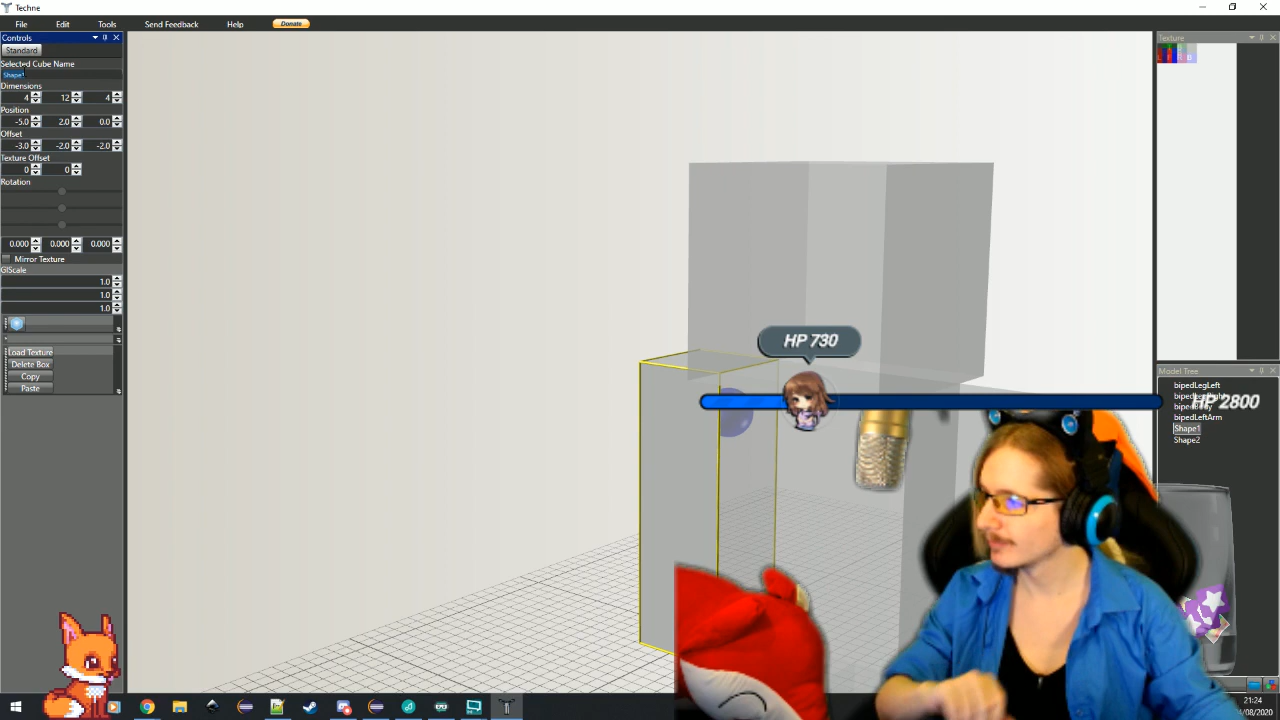 Techne
File Edit Tools Send Feedback Help Donate
Controls
Standard
Selected Cube Name
Shape1
Dimensions
4 12 4
Position
-5.0 2.0 0.0
Offset
-3.0 -2.0 -2.0
Texture Offset
0 0
Rotation
0.000 0.000 0.000
Mirror Texture
GlScale
1.0
1.0
1.0
Load Texture
Delete Box
Copy
Paste
HP 730
HP 2800
Texture
Model Tree
bipedLegLeft
bipedLeftArm
Shape1
Shape2
21:24